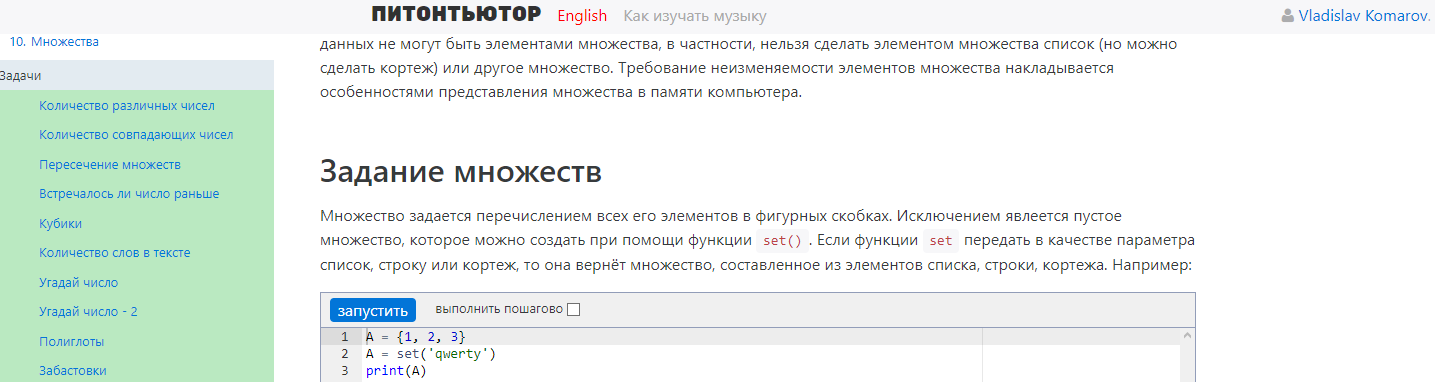 ПИТОНТЬЮТОР English Как изучать музыку Vladislav Komarov.
10. Множества
Задачи
Количество различных чисел
Количество совпадающих чисел
Пересечение множеств
Встречалось ли число раньше
Кубики
Количество слов в тексте
Угадай число
Угадай число - 2
Полиглоты
Забастовки
данных не могут быть элементами множества, в частности, нельзя сделать элементом множества список (но можно
сделать кортеж) или другое множество. Требование неизменяемости элементов множества накладывается
особенностями представления множества в памяти компьютера.
Задание множеств
Множество задается перечислением всех его элементов в фигурных скобках. Исключением явлеется пустое
множество, которое можно создать при помощи функции set() . Если функции set передать в качестве параметра
список, строку или кортеж, то она вернёт множество, составленное из элементов списка, строки, кортежа. Например:
запустить выполнить пошагово
1 A = {1, 2, 3}
2 A = set('qwerty')
3 print(A)